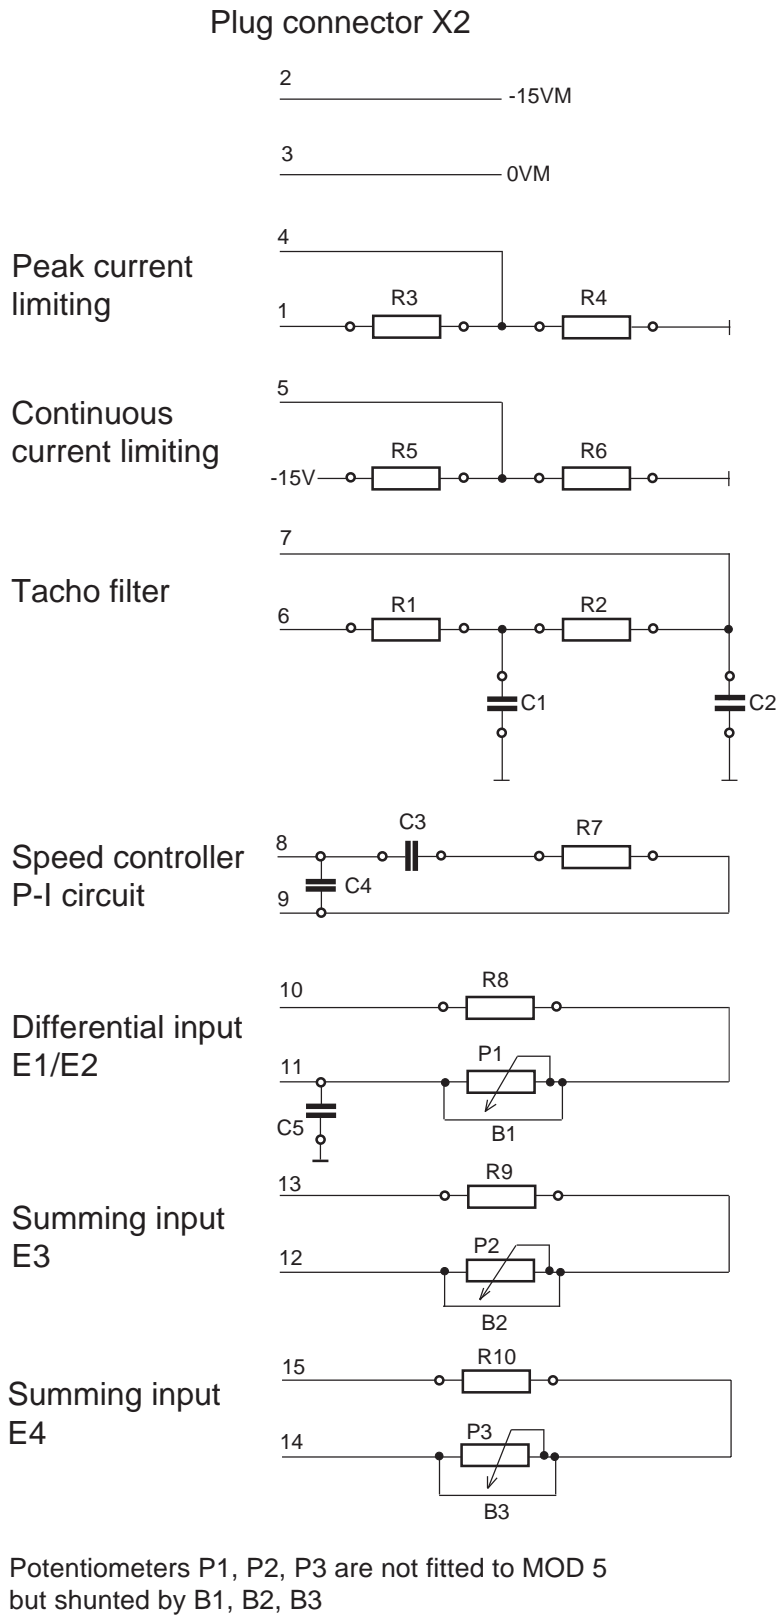 Plug connector X2
2
-15VM
3
0VM
4
Peak current
limiting
R3
R4
1
5
Continuous
current limiting
R5
R6
-15V
7
Tacho filter
R1
R2
6
C1
C2
C3
R7
8
Speed controller
P-I circuit
C4
9
R8
10
Differential input
E1/E2
P1
11
C5
B1
R9
13
Summing input
E3
P2
12
B2
R10
15
Summing input
E4
P3
14
B3
Potentiometers P1, P2, P3 are not fitted to MOD 5
but shunted by B1, B2, B3